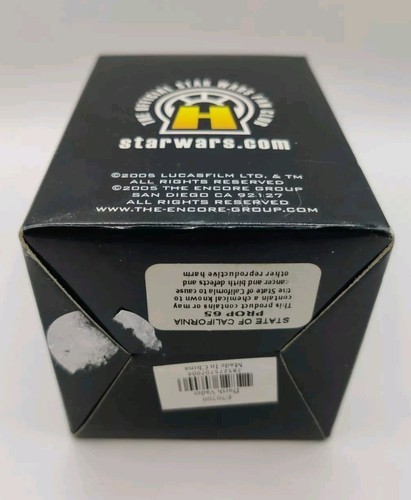 THE OFFICIAL STAR WARS FAN CLUB
H
starwars.com
©2005 LUCASFILM LTD. & TM
ALL RIGHTS RESERVED
©2005 THE ENCORE GROUP
SAN DIEGO CA 92127
ALL RIGHTS RESERVED
WWW.THE-ENCORE-GROUP.COM
STATE OF CALIFORNIA
PROP 65
This product contains or may
contain a chemical known to
the State of California to cause
cancer and birth defects and
other reproductive harm
Darth Vader
Made In China